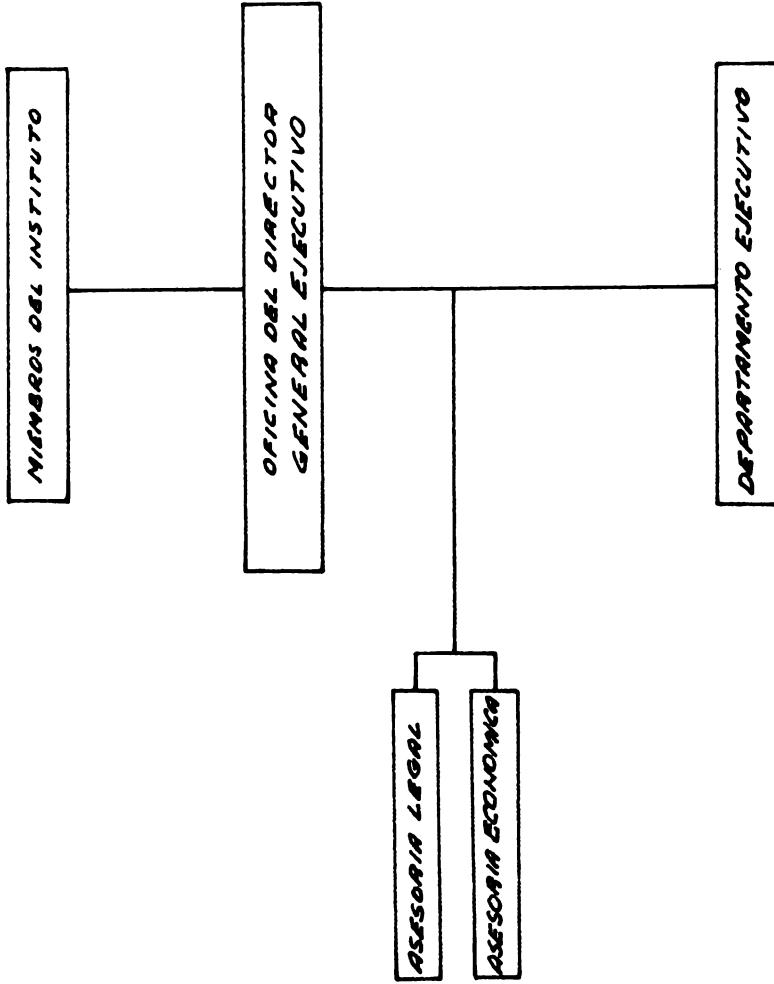 MIEMBROS DEL INSTITUTO
OFICINA DEL DIRECTOR
GENERAL EJECUTIVO
ASESORIA LEGAL
ASESORIA ECONOMICA
DEPARTAMENTO EJECUTIVO